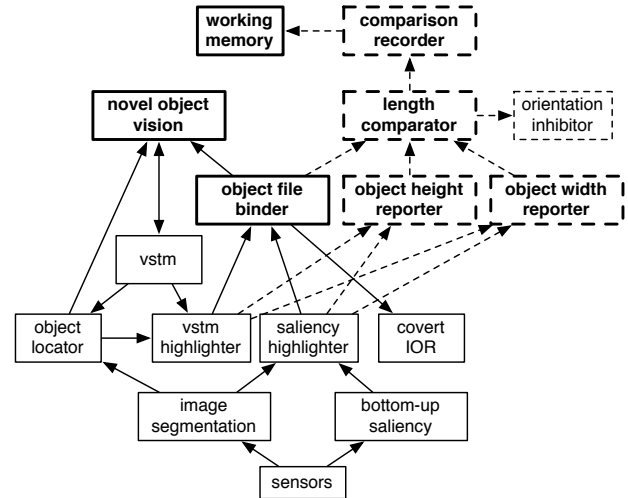 working
memory
comparison
recorder
novel object
vision
length
comparator
orientation
inhibitor
object file
binder
object height
reporter
object width
reporter
vstm
object
locator
vstm
highlighter
saliency
highlighter
covert
IOR
image
segmentation
bottom-up
saliency
sensors